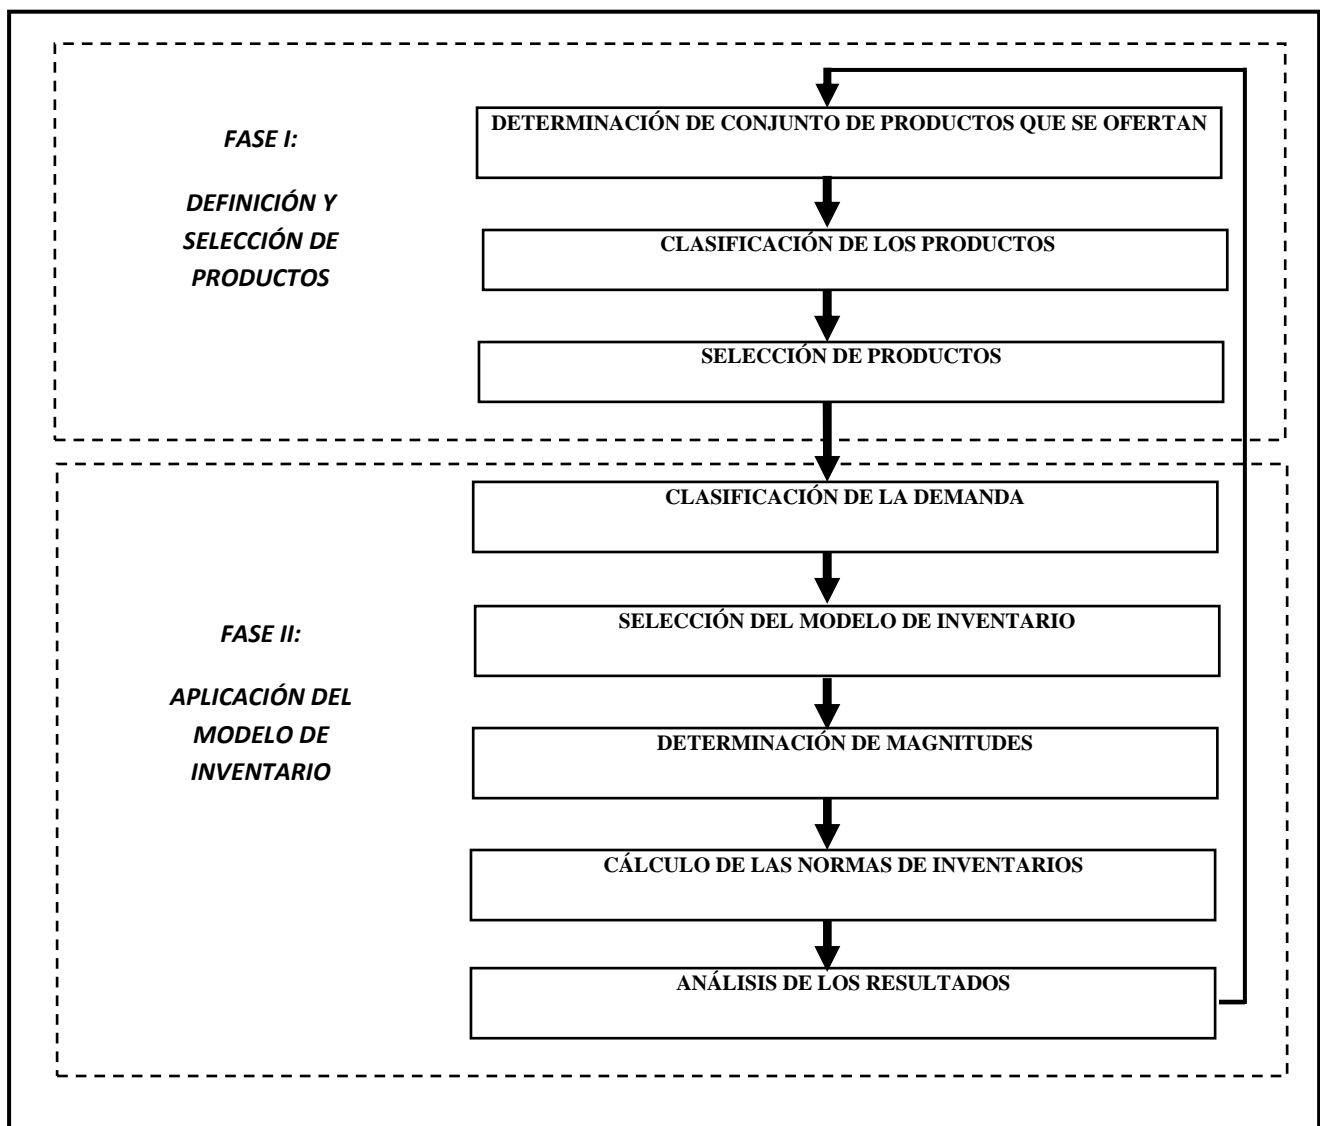 FASE I:
DEFINICIÓN Y
SELECCIÓN DE
PRODUCTOS
DETERMINACIÓN DE CONJUNTO DE PRODUCTOS QUE SE OFERTAN
CLASIFICACIÓN DE LOS PRODUCTOS
SELECCIÓN DE PRODUCTOS
FASE II:
APLICACIÓN DEL
MODELO DE
INVENTARIO
CLASIFICACIÓN DE LA DEMANDA
SELECCIÓN DEL MODELO DE INVENTARIO
DETERMINACIÓN DE MAGNITUDES
CÁLCULO DE LAS NORMAS DE INVENTARIOS
ANÁLISIS DE LOS RESULTADOS